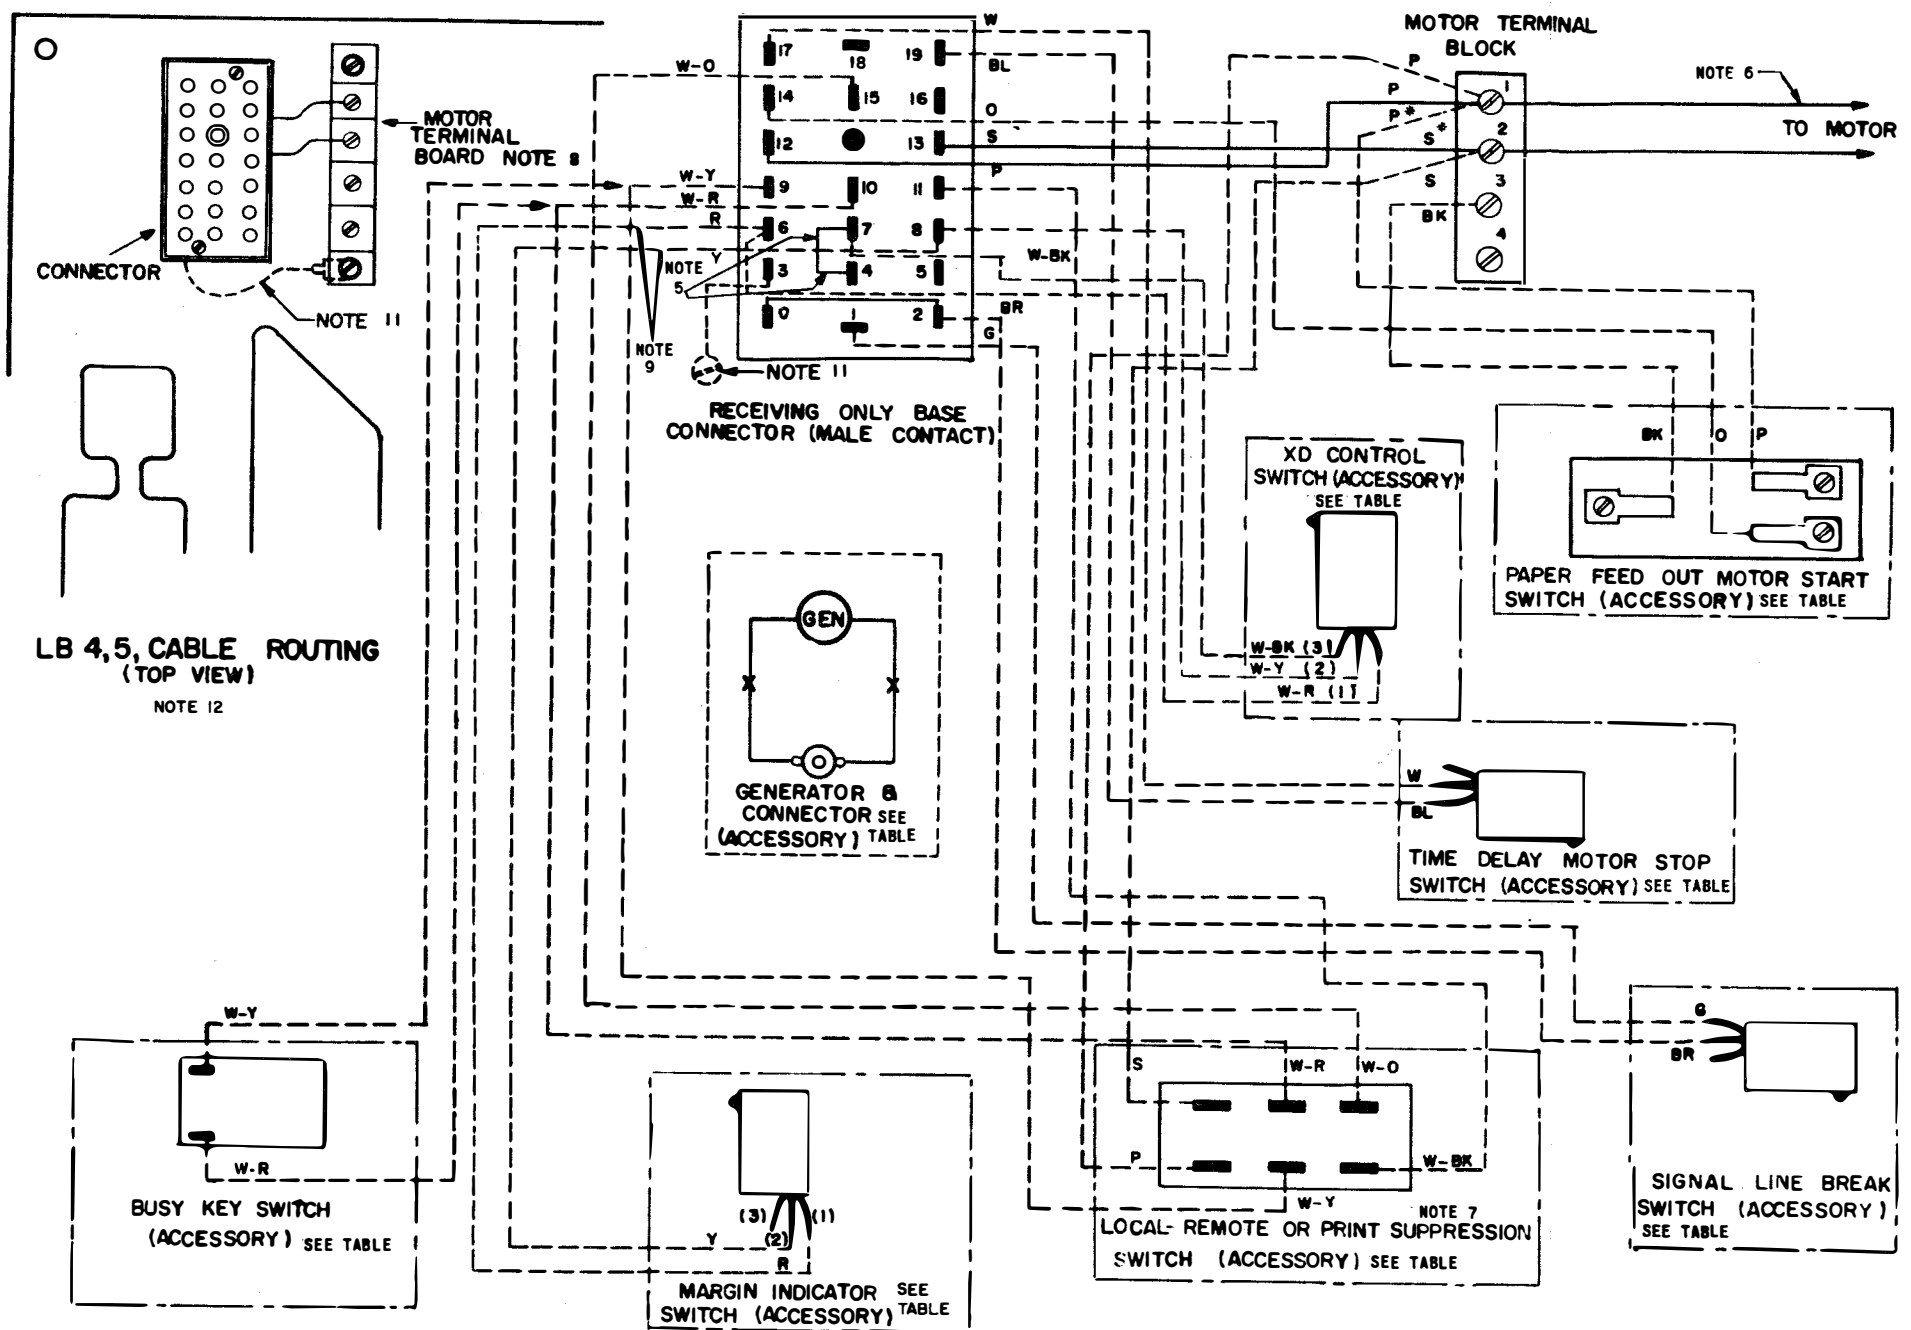 MOTOR
TERMINAL
BOARD NOTE 8
CONNECTOR
NOTE 11
LB 4,5, CABLE ROUTING
(TOP VIEW)
NOTE 12
W
17
18
19
BL
W-O
14
15
16
O
12
13
S
P
W-Y
9
10
11
W-R
R
6
7
8
Y
W-BK
NOTE
5
3
4
5
BR
0
1
2
G
NOTE
9
NOTE 11
RECEIVING ONLY BASE
CONNECTOR (MALE CONTACT)
MOTOR TERMINAL
BLOCK
P
P
P*
S*
S
BK
1
2
3
4
NOTE 6
TO MOTOR
BK
O
P
PAPER FEED OUT MOTOR START
SWITCH (ACCESSORY) SEE TABLE
XD CONTROL
SWITCH (ACCESSORY)
SEE TABLE
W-BK (3)
W-Y (2)
W-R (1)
GEN
X
X
GENERATOR &
CONNECTOR SEE
(ACCESSORY) TABLE
W
BL
TIME DELAY MOTOR STOP
SWITCH (ACCESSORY) SEE TABLE
W-Y
W-R
BUSY KEY SWITCH
(ACCESSORY) SEE TABLE
(3)
(1)
(2)
Y
R
MARGIN INDICATOR SEE
SWITCH (ACCESSORY) TABLE
S
W-R
W-O
P
W-BK
W-Y
NOTE 7
LOCAL- REMOTE OR PRINT SUPPRESSION
SWITCH (ACCESSORY) SEE TABLE
G
BR
SIGNAL LINE BREAK
SWITCH (ACCESSORY)
SEE TABLE